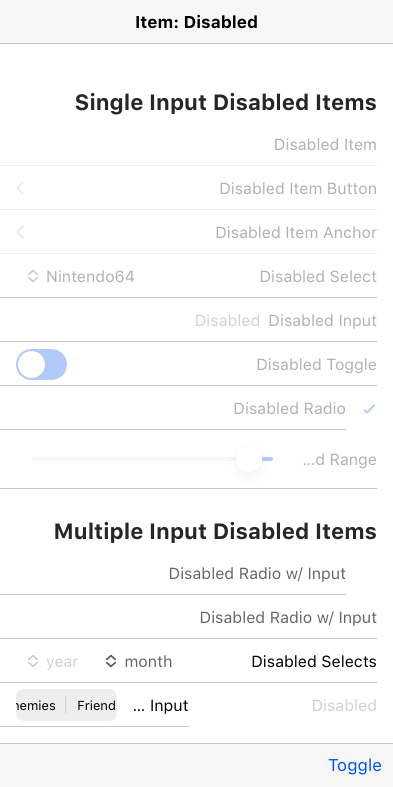 Item: Disabled
Single Input Disabled Items
Disabled Item
Disabled Item Button
Disabled Item Anchor
Disabled Select Nintendo64
Disabled Input Disabled
Disabled Toggle
Disabled Radio
...d Range
Multiple Input Disabled Items
Disabled Radio w/ Input
Disabled Radio w/ Input
Disabled Selects month year
Disabled ... Input Friend nemies
Toggle